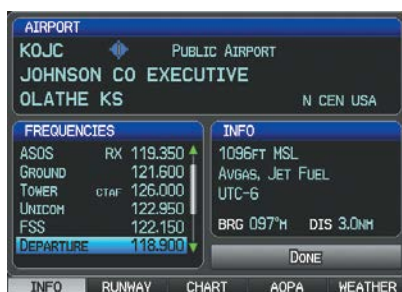 AIRPORT
KOJC PUBLIC AIRPORT
JOHNSON CO EXECUTIVE
OLATHE KS N CEN USA
FREQUENCIES
ASOS RX 119.350
GROUND 121.600
TOWER CTAF 126.000
UNICOM 122.950
FSS 122.150
DEPARTURE 118.900
INFO
1096FT MSL
AVGAS, JET FUEL
UTC-6
BRG 097°M DIS 3.0NM
DONE
INFO RUNWAY CHART AOPA WEATHER